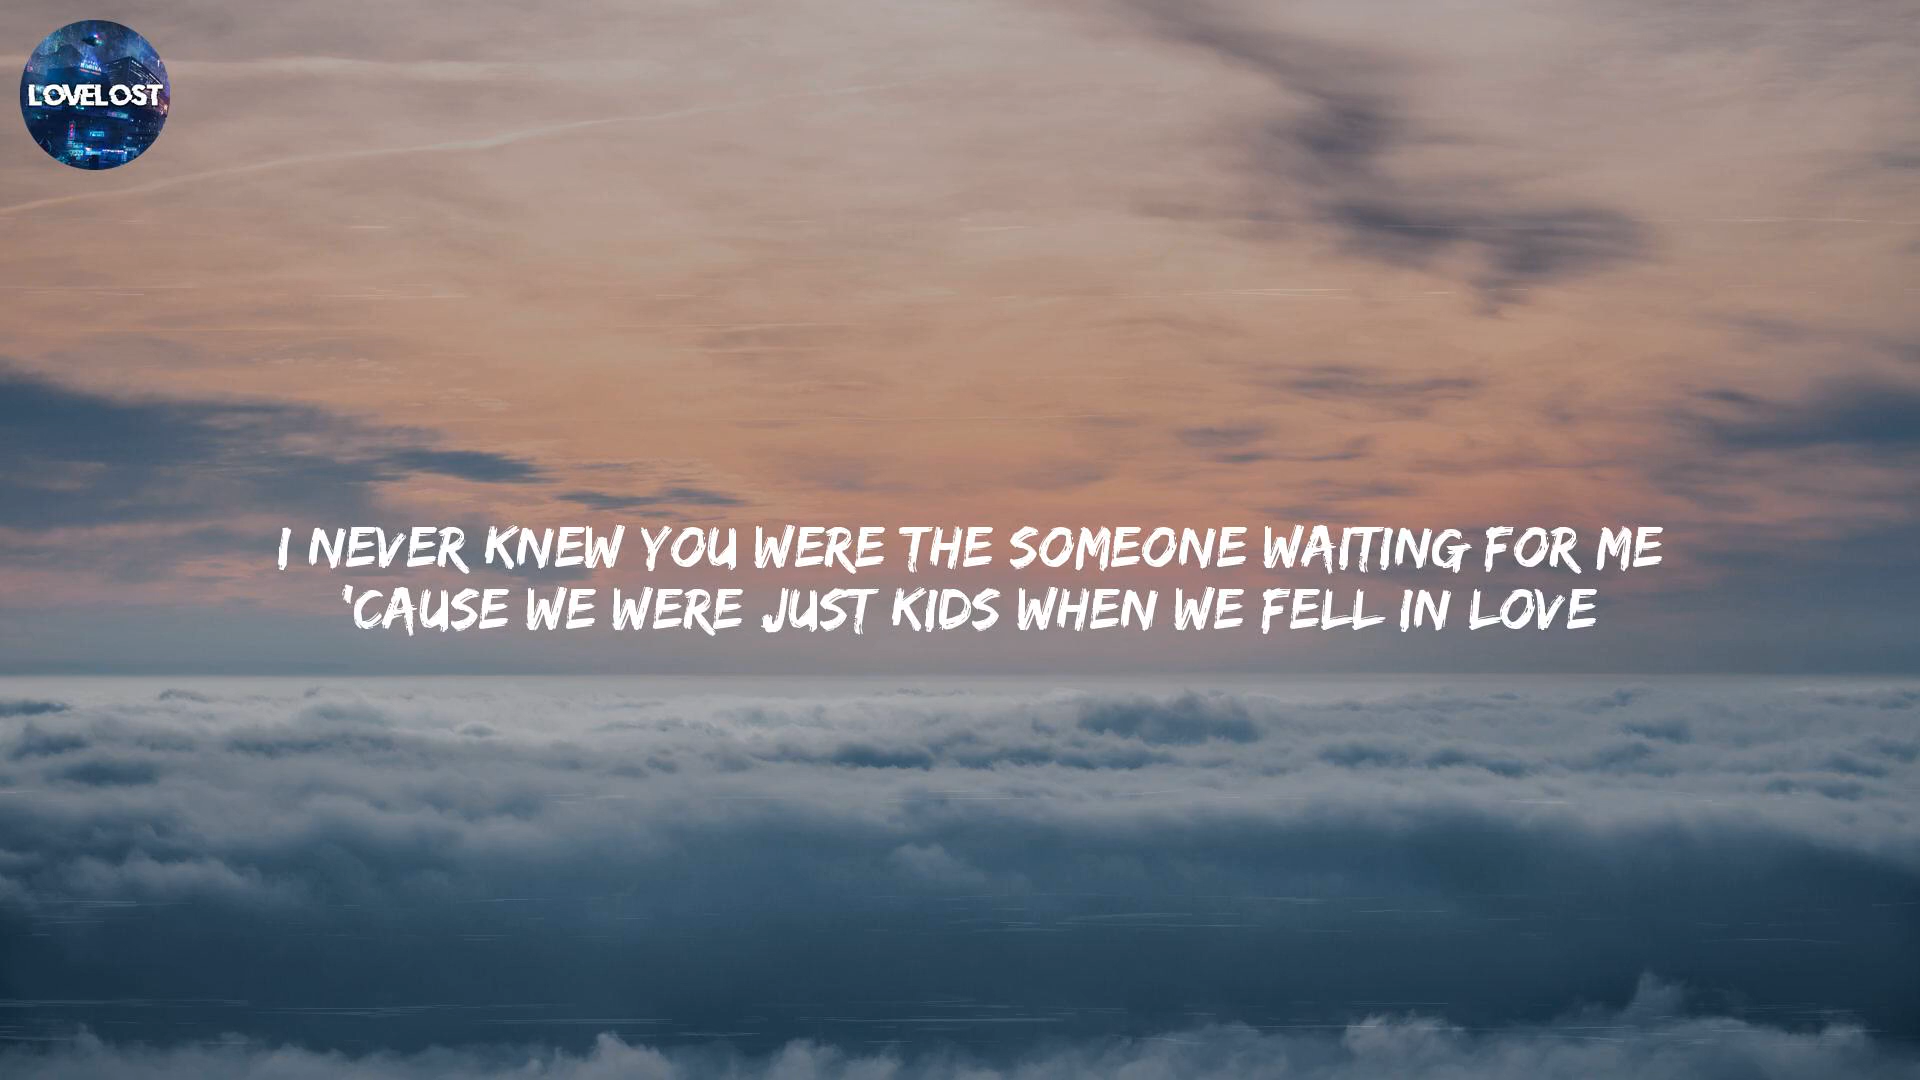 LOVELOST
I NEVER KNEW YOU WERE THE SOMEONE WAITING FOR ME
'CAUSE WE WERE JUST KIDS WHEN WE FELL IN LOVE